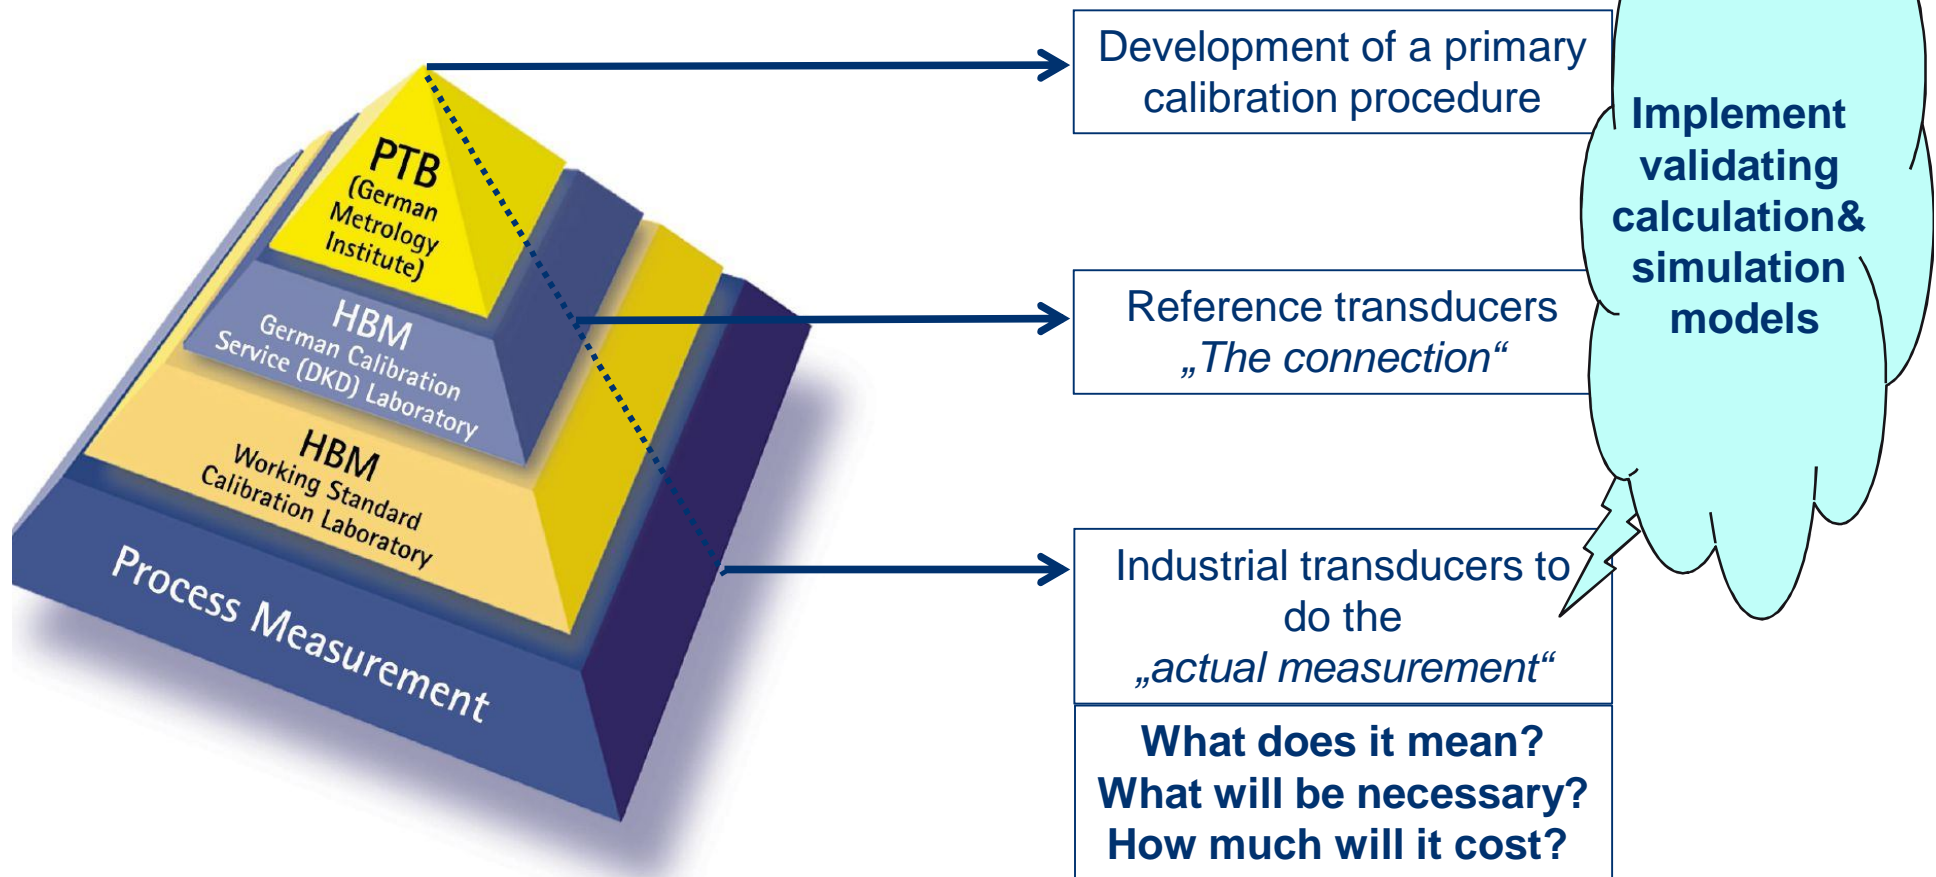 PTB
(German
Metrology
Institute)
HBM
German Calibration
Service (DKD) Laboratory
HBM
Working Standard
Calibration Laboratory
Process Measurement
Development of a primary
calibration procedure
Reference transducers
„The connection“
Industrial transducers to
do the
„actual measurement“
What does it mean?
What will be necessary?
How much will it cost?
Implement
validating
calculation&
simulation
models